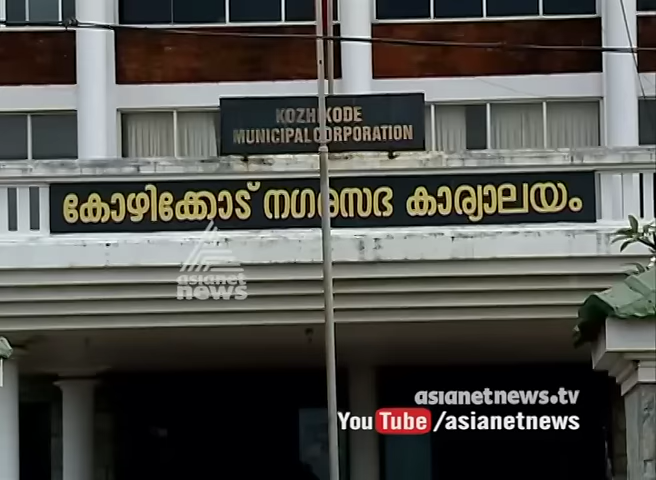 KOZHIKODE
MUNICIPAL CORPORATION
കോഴിക്കോട് നഗരസഭ കാര്യാലയം
asianet
news
asianetnews.tv
YouTube /asianetnews